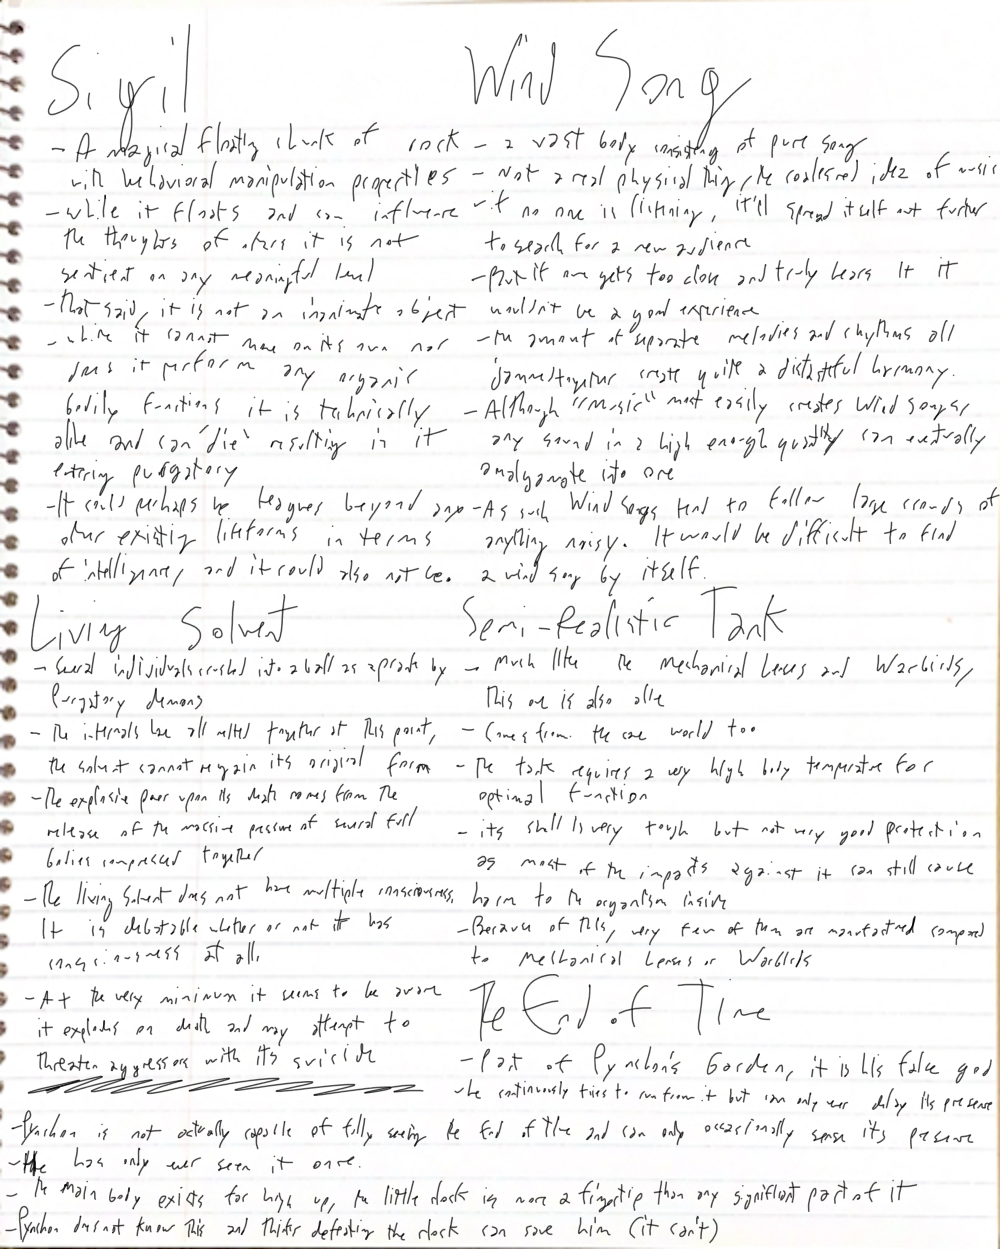 Sigil
- A magical floating chunk of rock
with behavioral manipulation properties
- while it floats and can influence
the thoughts of others it is not
sentient on any meaningful level
- that said, it is not an inanimate object
- while it cannot move on its own nor
does it perform any organic
bodily functions it is technically
alive and can 'die' resulting in it
entering purgatory
- It could perhaps be leagues beyond any
other existing lifeforms in terms
of intelligence, and it could also not be.
Wind Song
- a vast body consisting of pure song
- Not a real physical thing, the coalesced idea of music
- if no one is listening, it'll spread itself out further
to search for a new audience
- But if one gets too close and truly hears it it
wouldn't be a good experience
- the amount of separate melodies and rhythms all
jammed together create quite a distasteful harmony.
- Although "music" most easily creates Wind Songs,
any sound in a high enough quantity can eventually
amalgamate into one
- As such Wind Songs tend to follow large crowds of
anything noisy. It would be difficult to find
a wind song by itself.
Living Solvent
- Several individuals crushed into a ball as a prank by
Purgatory demons
- the internals have all melted together at this point,
the solvent cannot regain its original form
- The explosive power upon its death comes from the
release of the massive pressure of several full
bodies compressed together
- The living solvent does not have multiple consciousness.
It is debatable whether or not it has
consciousness at all.
- At the very minimum it seems to be aware
it explodes on death and may attempt to
threaten aggressors with its suicide
Semi-Realistic Tank
- Much like the Mechanical Lenses and Warbirds,
this one is also alive
- Comes from the same world too
- The tank requires a very high body temperature for
optimal function
- its shell is very tough but not very good protection
as most of the impacts against it can still cause
harm to the organism inside
- Because of this, very few of them are manufactured compared
to Mechanical Lenses or Warbirds
The End of Time
- Part of Pynchon's Garden, it is his false god
- he continuously tries to run from it but can only ever delay its presence
- Pynchon is not actually capable of fully seeing the End of Time and can only occasionally sense its presence
- He has only ever seen it once.
- The main body exists far high up, the little clock is more a fingertip than any significant part of it
- Pynchon does not know this and thinks defeating the clock can save him (it can't)